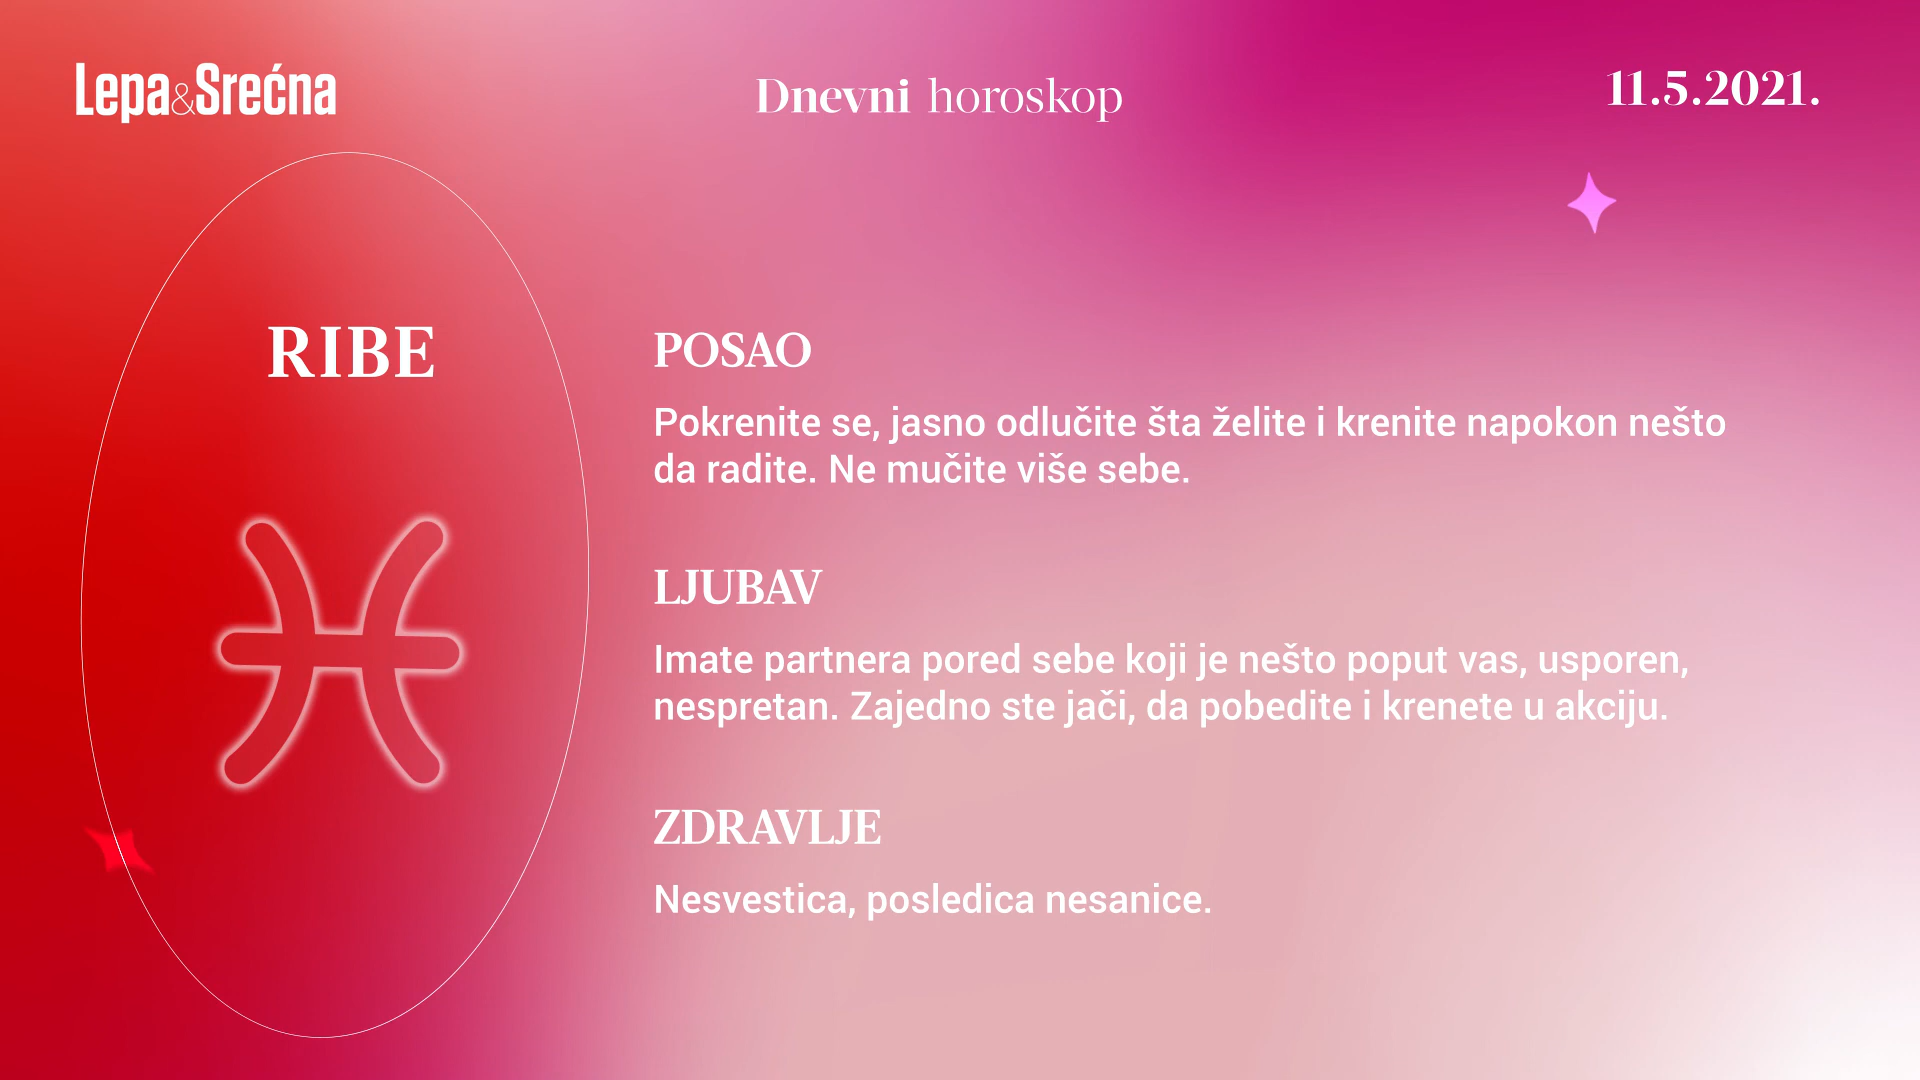 Lepa&Srećna
Dnevni horoskop
11.5.2021.
RIBE
POSAO
Pokrenite se, jasno odlučite šta želite i krenite napokon nešto
da radite. Ne mučite više sebe.
LJUBAV
Imate partnera pored sebe koji je nešto poput vas, usporen,
nespretan. Zajedno ste jači, da pobedite i krenete u akciju.
ZDRAVLJE
Nesvestica, posledica nesanice.